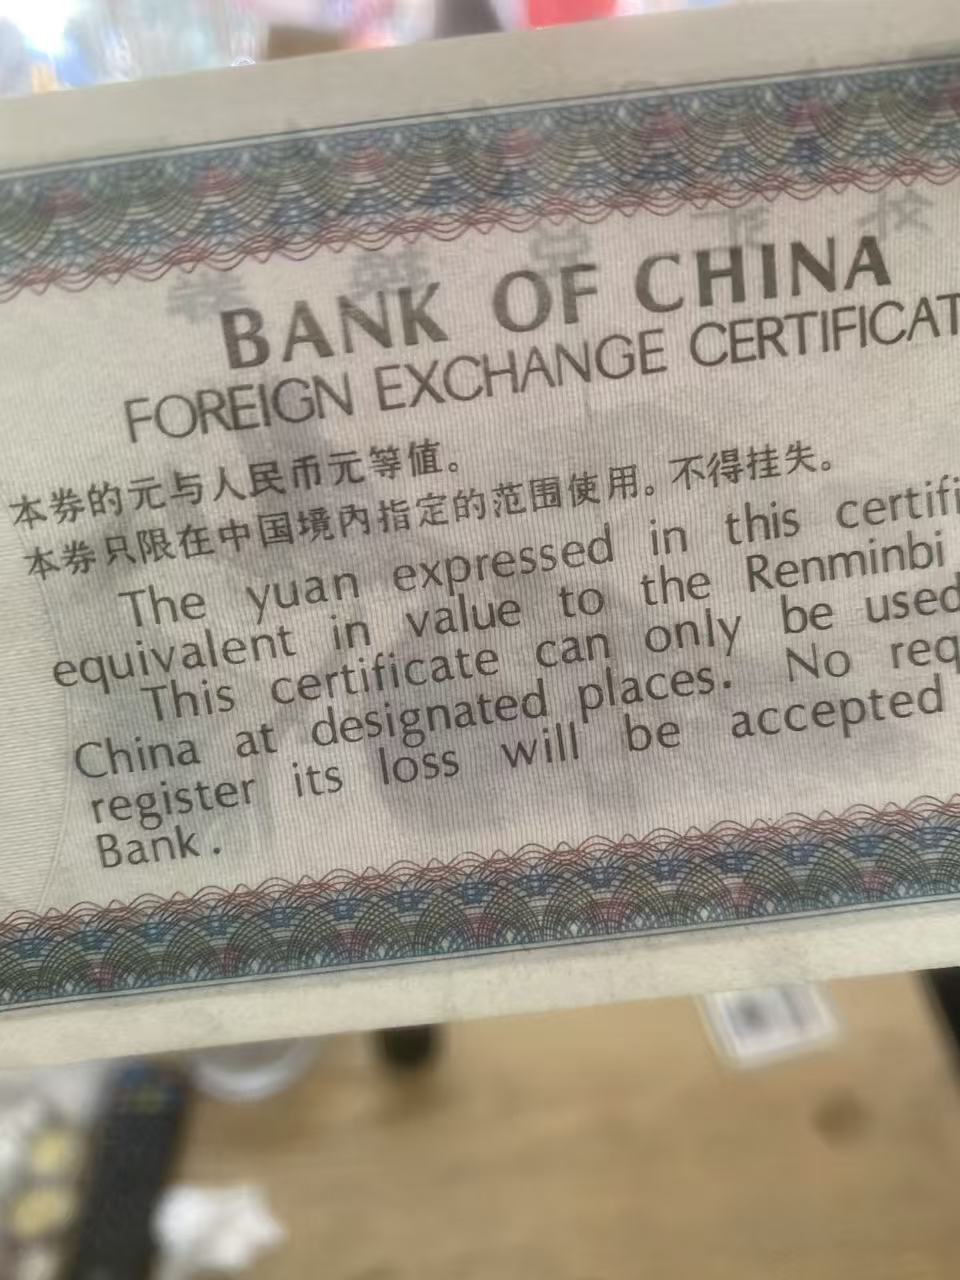 BANK OF CHINA
FOREIGN EXCHANGE CERTIFICAT
本券的元与人民币元等值。
本券只限在中国境内指定的范围使用。不得挂失。
The yuan expressed in this certifi
equivalent in value to the Renminbi
This certificate can only be used
China at designated places. No req
register its loss will be accepted
Bank.